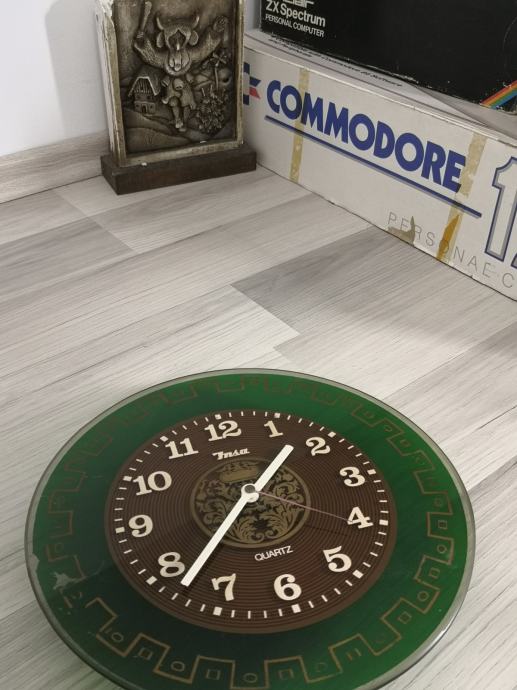 ZX Spectrum
PERSONAL COMPUTER
COMMODORE
PERSONAL C
Insa
QUARTZ
12
1
2
3
4
5
6
7
8
9
10
11